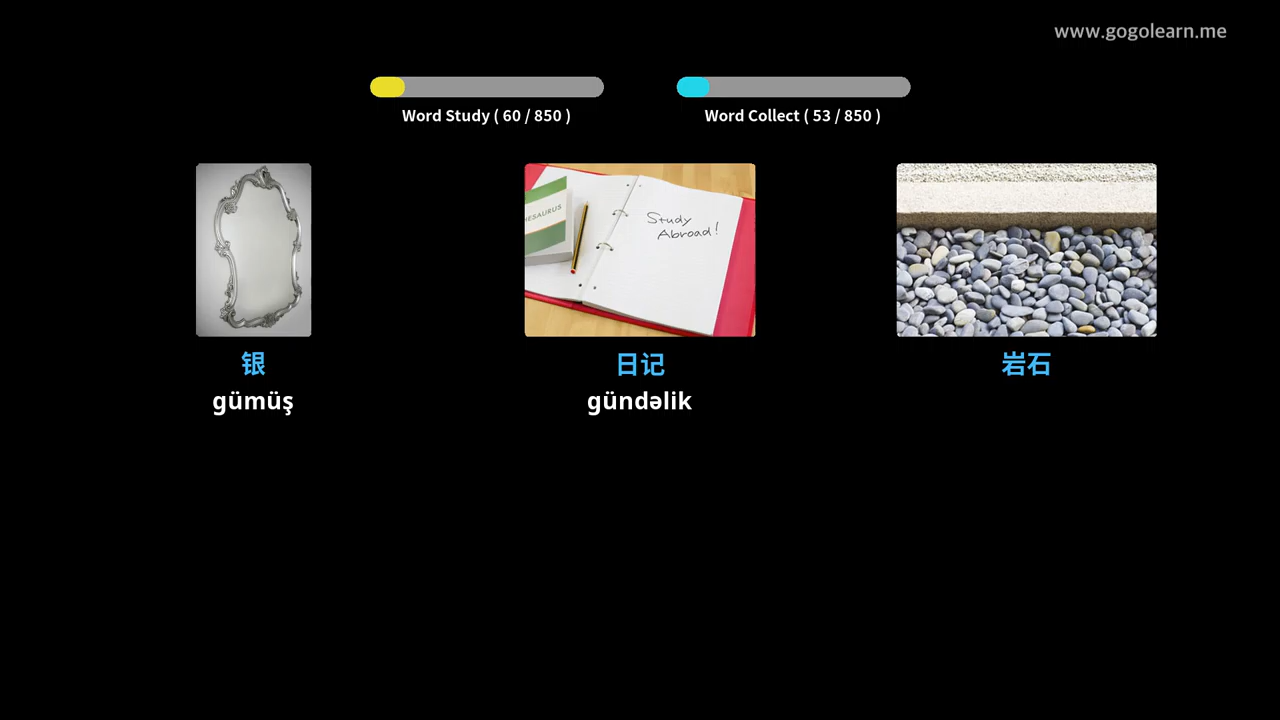 www.gogolearn.me
Word Study ( 60 / 850 )
Word Collect ( 53 / 850 )
HESAURUS
Study
Abroad!
银
日记
岩石
gümüş
gündəlik